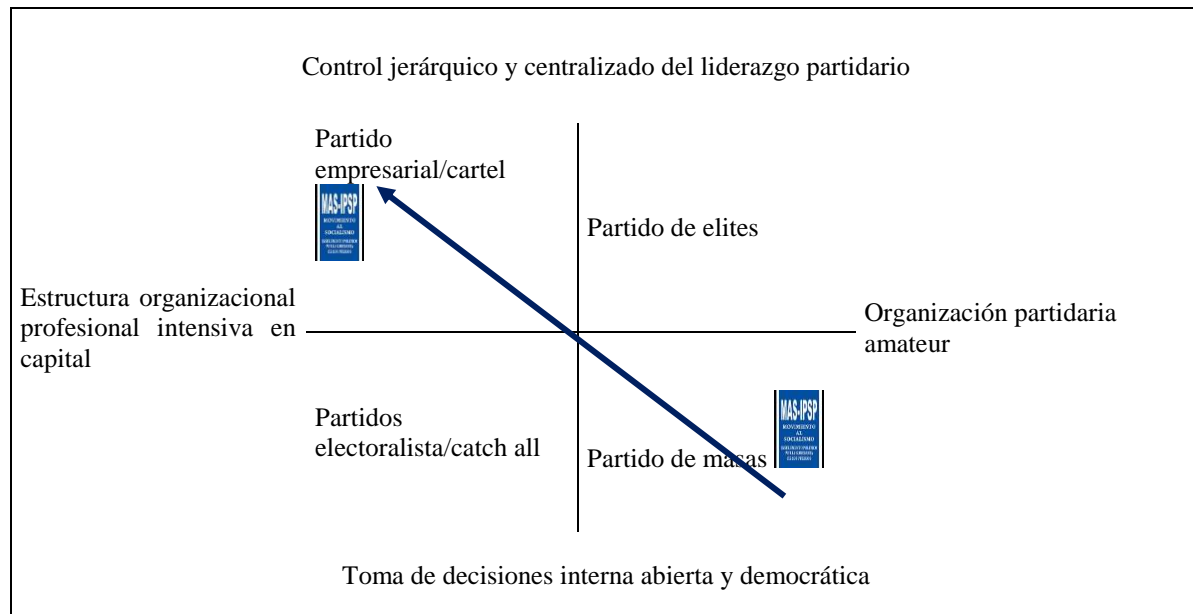 Control jerárquico y centralizado del liderazgo partidario
Partido
empresarial/cartel
MAS-IPSP
MOVIMIENTO
AL
SOCIALISMO
Partido de elites
Estructura organizacional
profesional intensiva en
capital
Organización partidaria
amateur
Partidos
electoralista/catch all
Partido de masas
MAS-IPSP
MOVIMIENTO
AL
SOCIALISMO
Toma de decisiones interna abierta y democrática